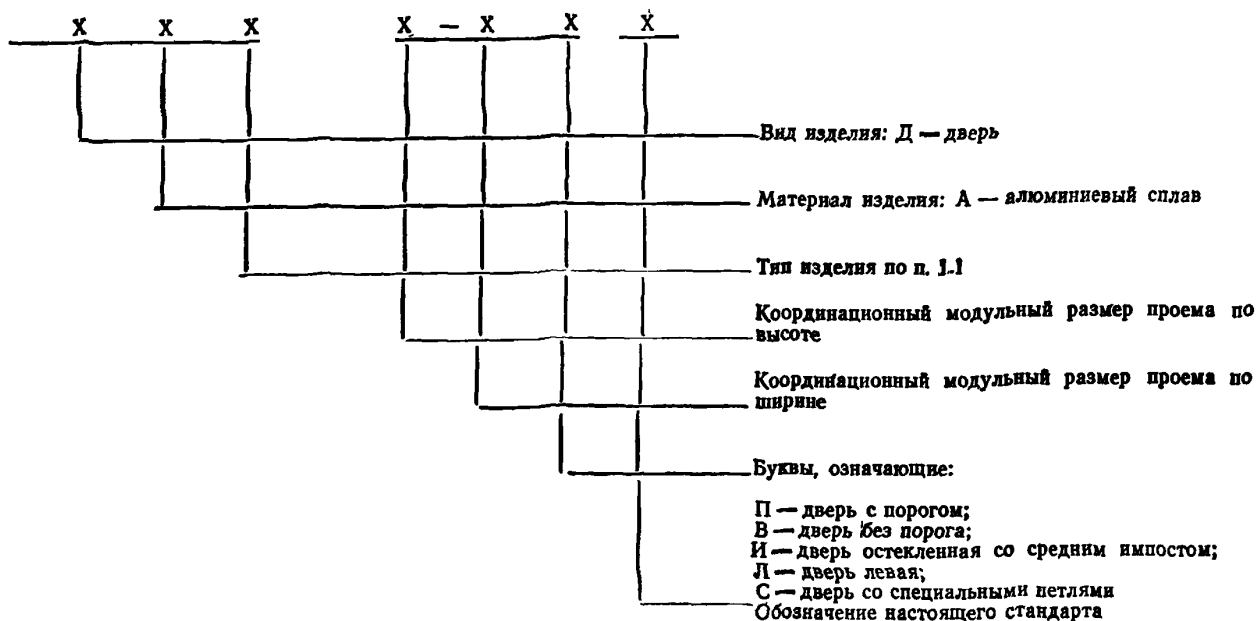 Х Х Х Х — Х Х Х
Вид изделия: Д — дверь
Материал изделия: А — алюминиевый сплав
Тип изделия по п. 1.1
Координационный модульный размер проема по
высоте
Координационный модульный размер проема по
ширине
Буквы, означающие:
П — дверь с порогом;
В — дверь без порога;
И — дверь остекленная со средним импостом;
Л — дверь левая;
С — дверь со специальными петлями
Обозначение настоящего стандарта